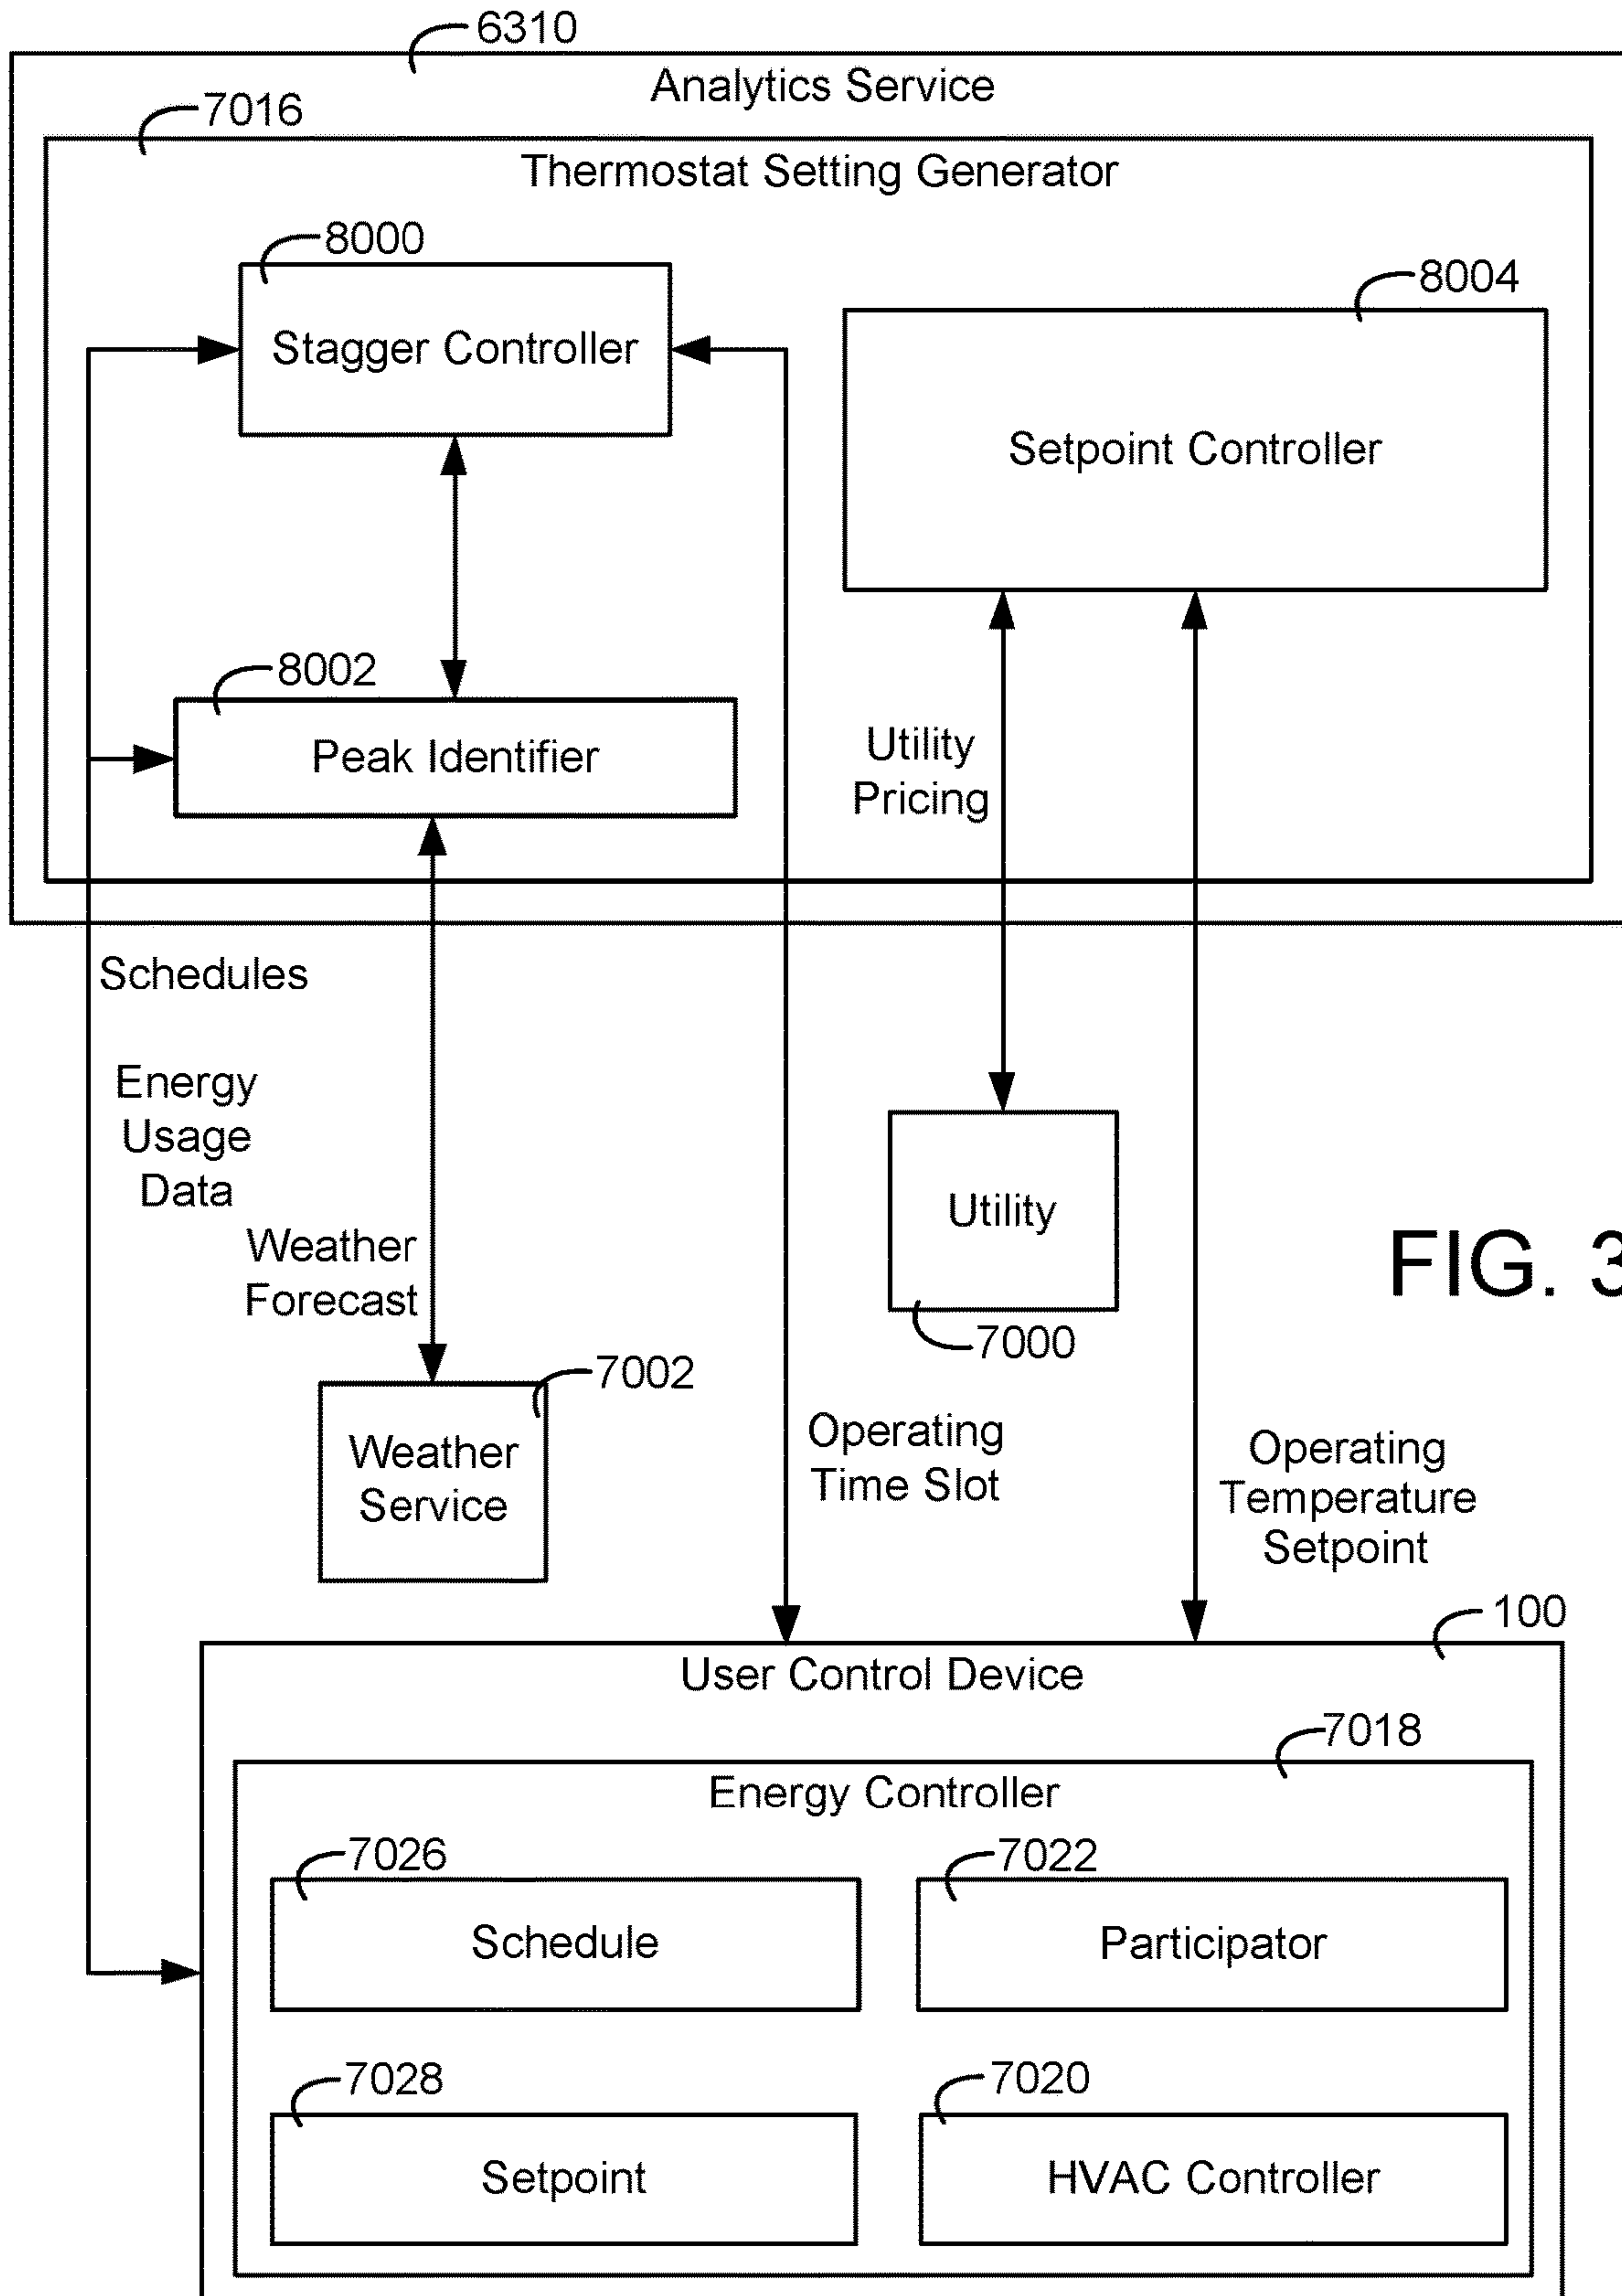 6310
Analytics Service
7016
Thermostat Setting Generator
8000
Stagger Controller
8004
Setpoint Controller
8002
Peak Identifier
Utility
Pricing
Schedules
Energy
Usage
Data
Weather
Forecast
Utility
7000
FIG. 3
7002
Weather
Service
Operating
Time Slot
Operating
Temperature
Setpoint
100
User Control Device
7018
Energy Controller
7026
Schedule
7022
Participator
7028
Setpoint
7020
HVAC Controller